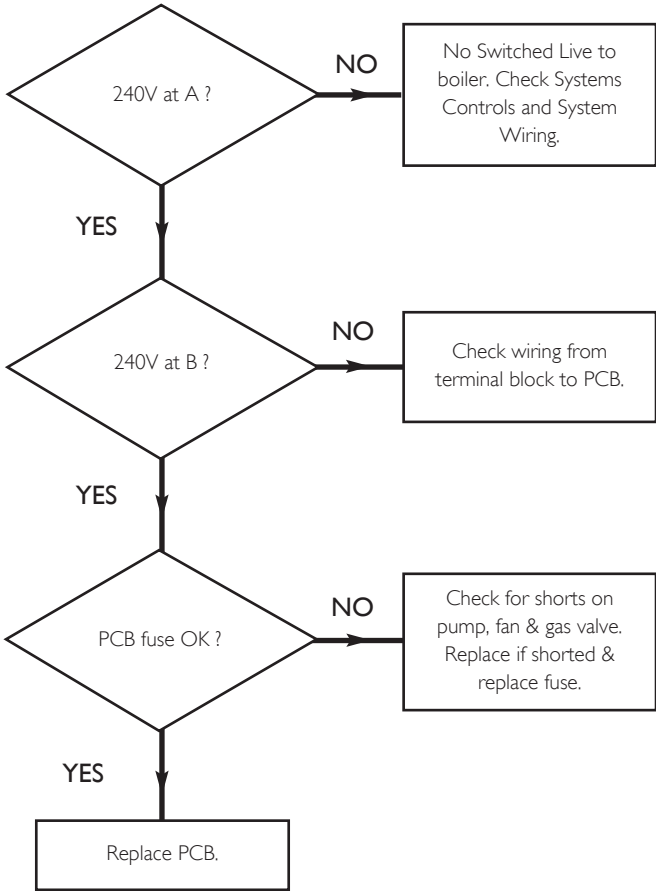 240V at A ?
NO
No Switched Live to
boiler. Check Systems
Controls and System
Wiring.
YES
240V at B ?
NO
Check wiring from
terminal block to PCB.
YES
PCB fuse OK ?
NO
Check for shorts on
pump, fan & gas valve.
Replace if shorted &
replace fuse.
YES
Replace PCB.